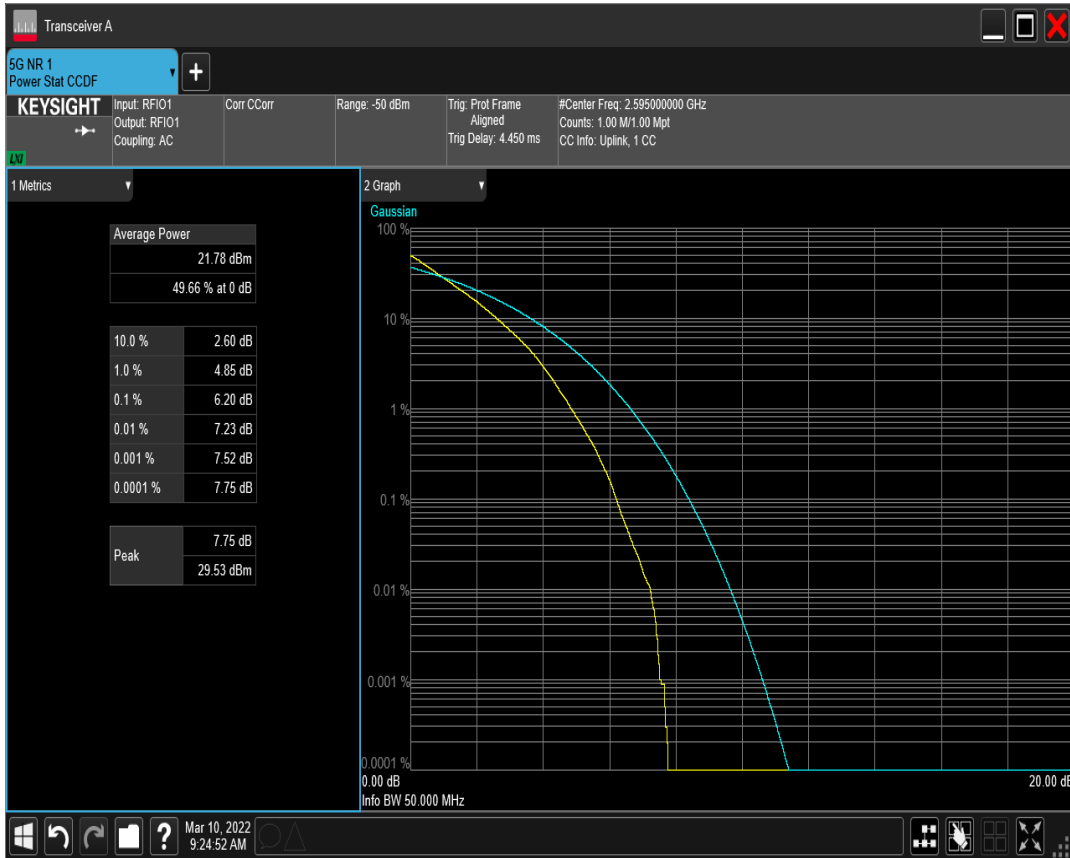 Transceiver A
5G NR 1
Power Stat CCDF
+
KEYSIGHT
LXI
Input: RFIO1
Output: RFIO1
Coupling: AC
Corr CCorr
Range: -50 dBm
Trig: Prot Frame
Aligned
Trig Delay: 4.450 ms
#Center Freq: 2.595000000 GHz
Counts: 1.00 M/1.00 Mpt
CC Info: Uplink, 1 CC
1 Metrics
Average Power
21.78 dBm
49.66 % at 0 dB
10.0 % 2.60 dB
1.0 % 4.85 dB
0.1 % 6.20 dB
0.01 % 7.23 dB
0.001 % 7.52 dB
0.0001 % 7.75 dB
Peak
7.75 dB
29.53 dBm
2 Graph
Gaussian
100 %
10 %
1 %
0.1 %
0.01 %
0.001 %
0.0001 %
0.00 dB 20.00 dB
Info BW 50.000 MHz
?
Mar 10, 2022
9:24:52 AM